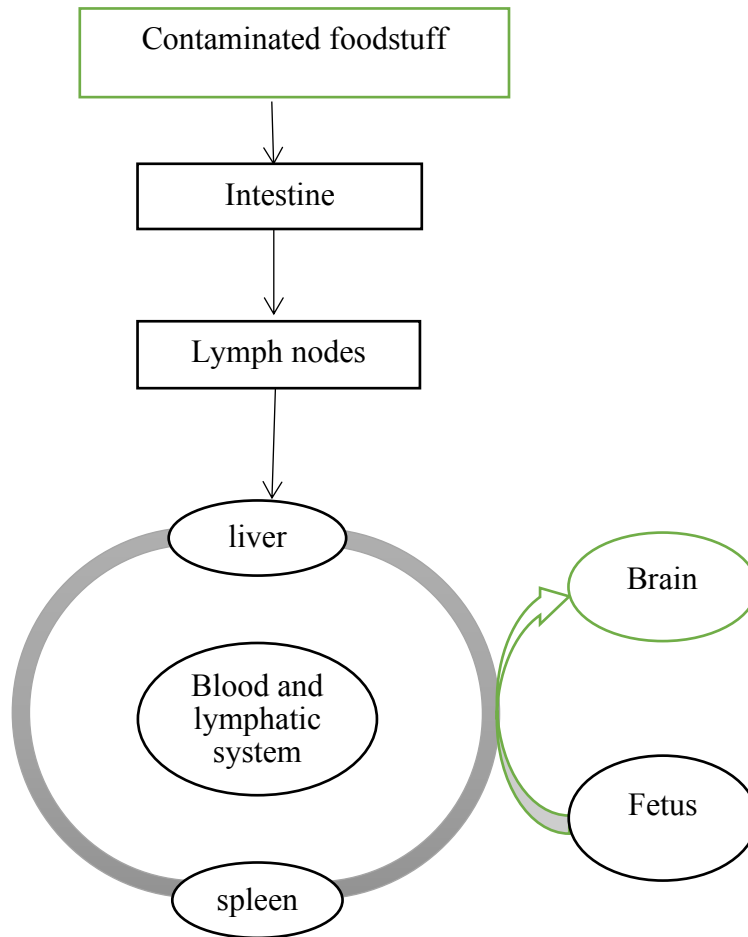 Contaminated foodstuff
Intestine
Lymph nodes
liver
Brain
Blood and
lymphatic
system
Fetus
spleen